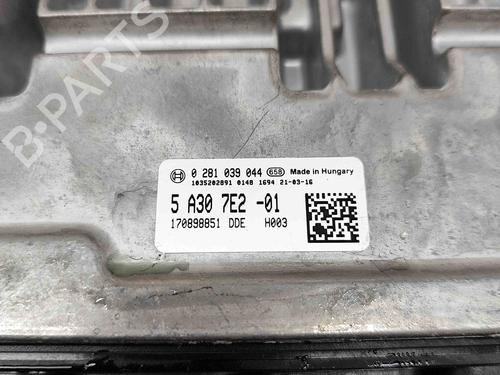 B-PARTS
0 281 039 044 658 Made in Hungary
1035202891 0148 1694 21-03-16
5 A30 7E2 -01
170898851 DDE H003